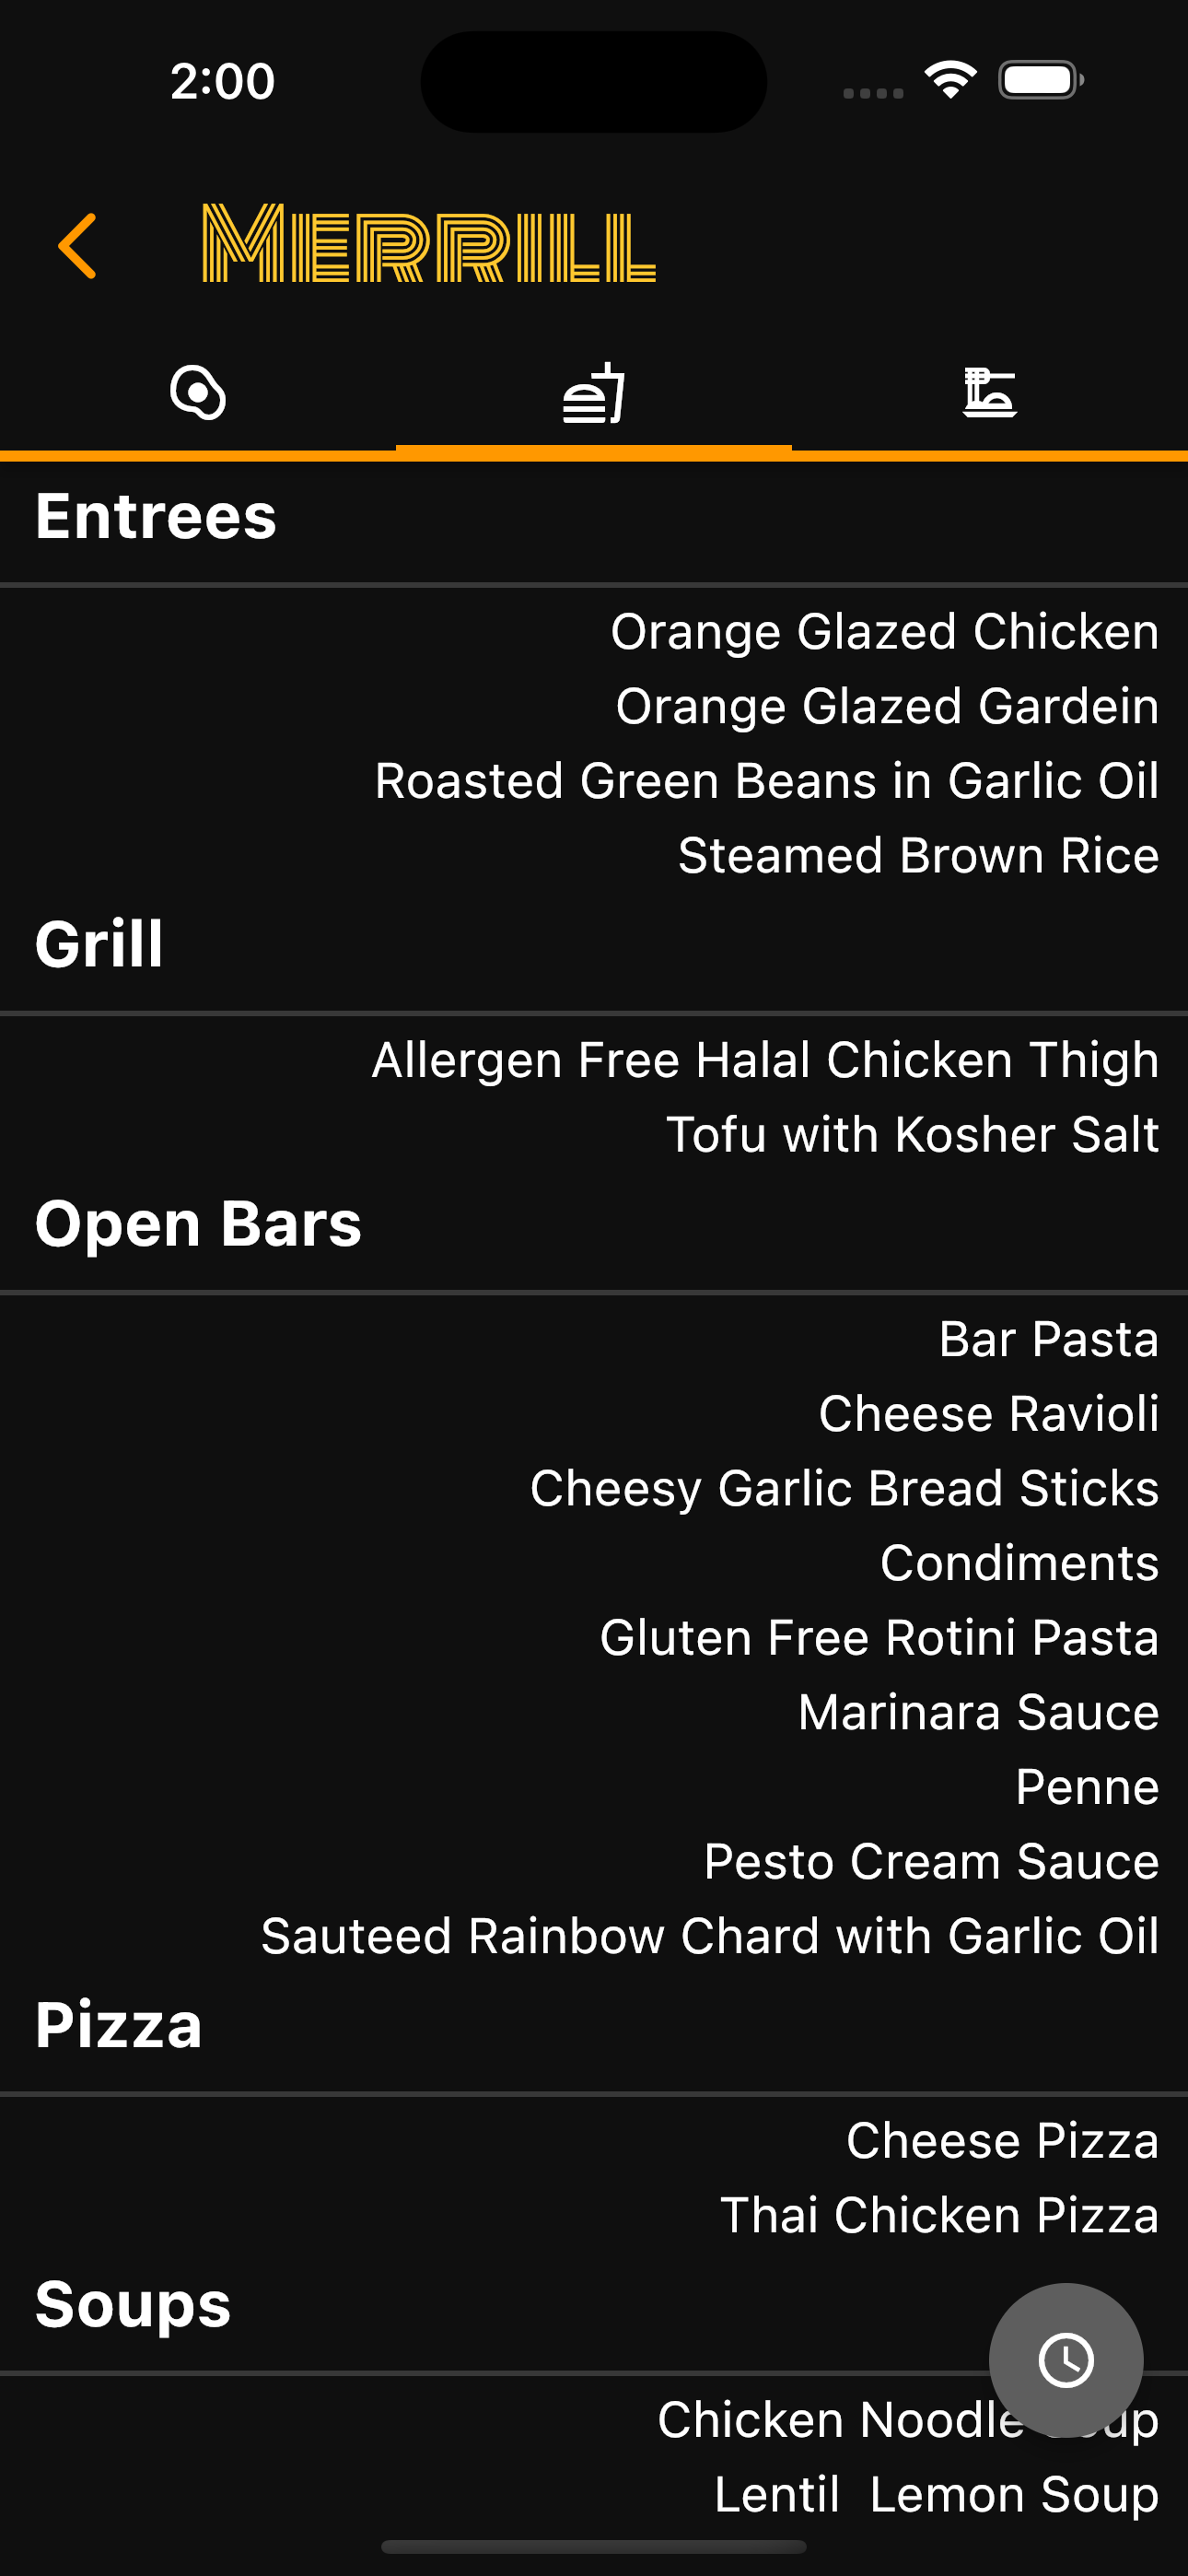 2:00
MERRILL
Entrees
Orange Glazed Chicken
Orange Glazed Gardein
Roasted Green Beans in Garlic Oil
Steamed Brown Rice
Grill
Allergen Free Halal Chicken Thigh
Tofu with Kosher Salt
Open Bars
Bar Pasta
Cheese Ravioli
Cheesy Garlic Bread Sticks
Condiments
Gluten Free Rotini Pasta
Marinara Sauce
Penne
Pesto Cream Sauce
Sauteed Rainbow Chard with Garlic Oil
Pizza
Cheese Pizza
Thai Chicken Pizza
Soups
Chicken Noodle
Lentil  Lemon Soup